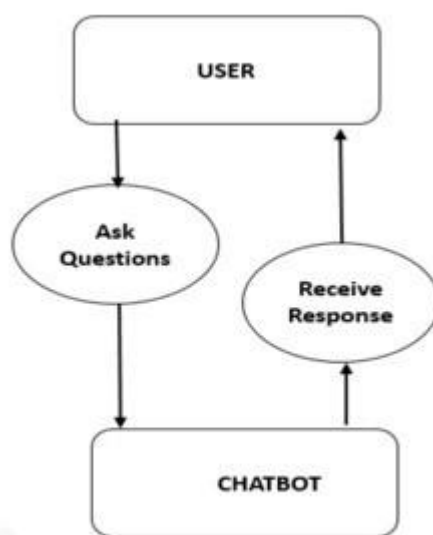 USER
Ask
Questions
Receive
Response
CHATBOT